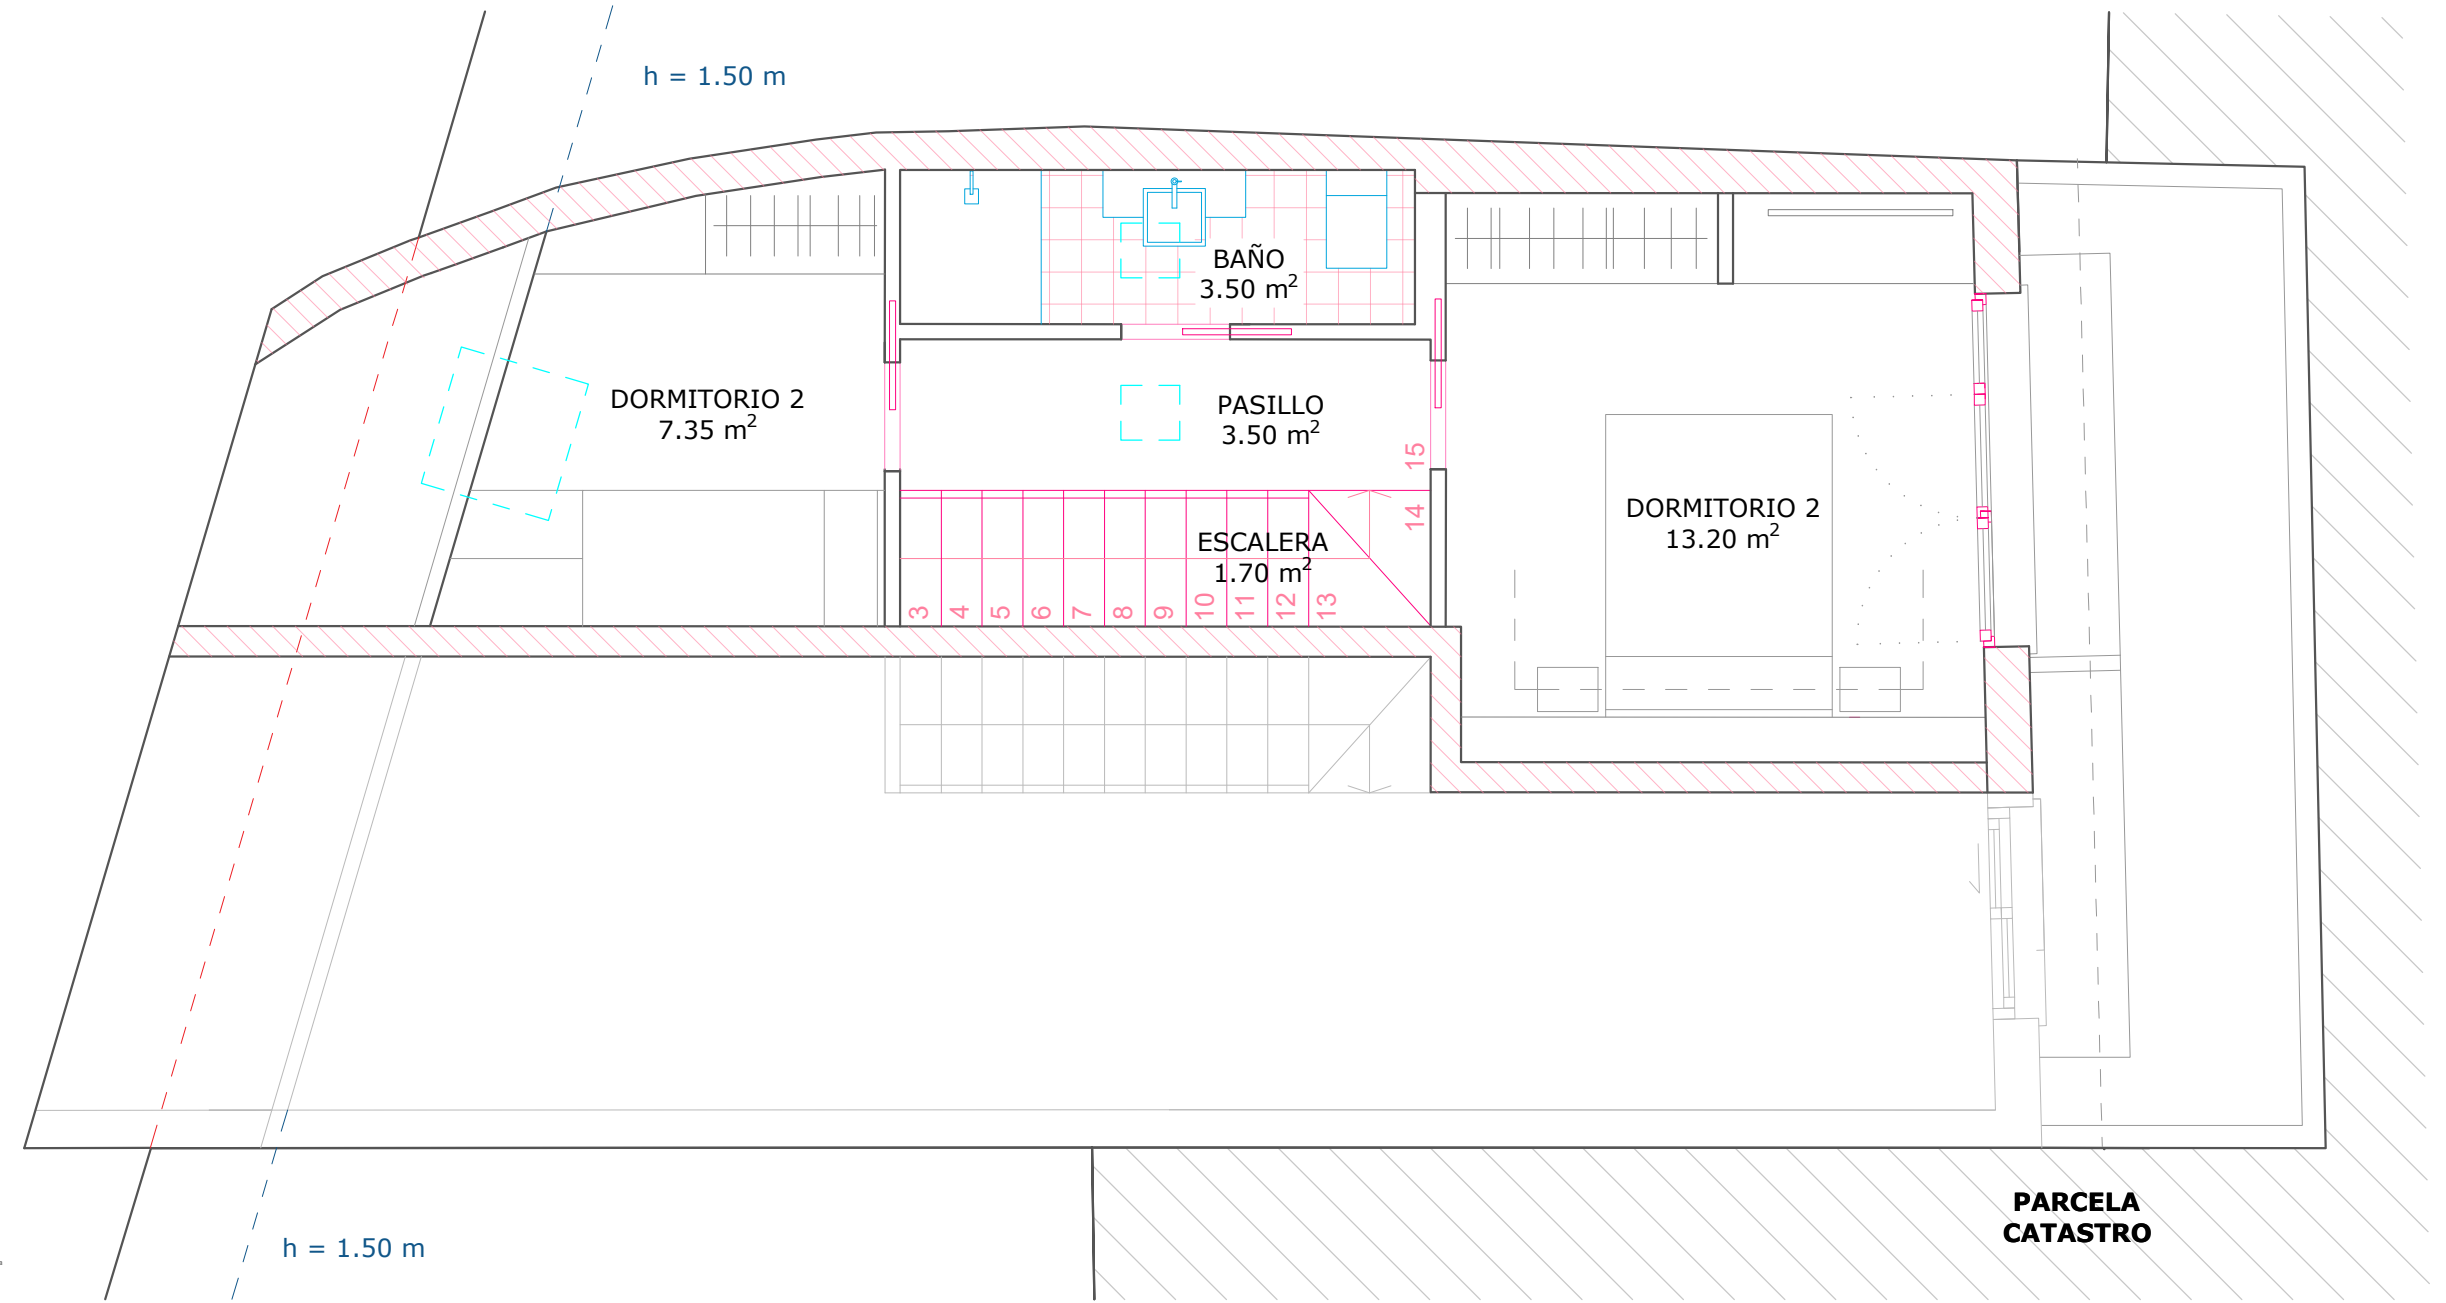 h = 1.50 m
BAÑO
3.50 m²
DORMITORIO 2
7.35 m²
PASILLO
3.50 m²
15
14
DORMITORIO 2
13.20 m²
ESCALERA
1.70 m²
3 4 5 6 7 8 9 10 11 12 13
PARCELA
CATASTRO
h = 1.50 m